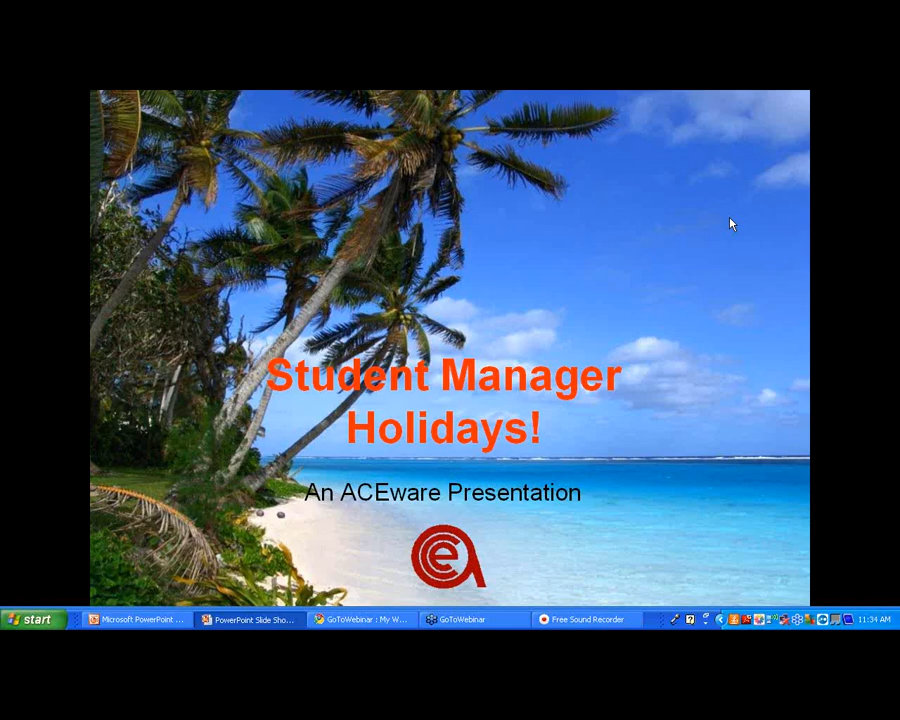 Student Manager
Holidays!
An ACEware Presentation
start
Microsoft PowerPoint ...
PowerPoint Slide Sho...
GoToWebinar : My W...
GoToWebinar
Free Sound Recorder
11:34 AM